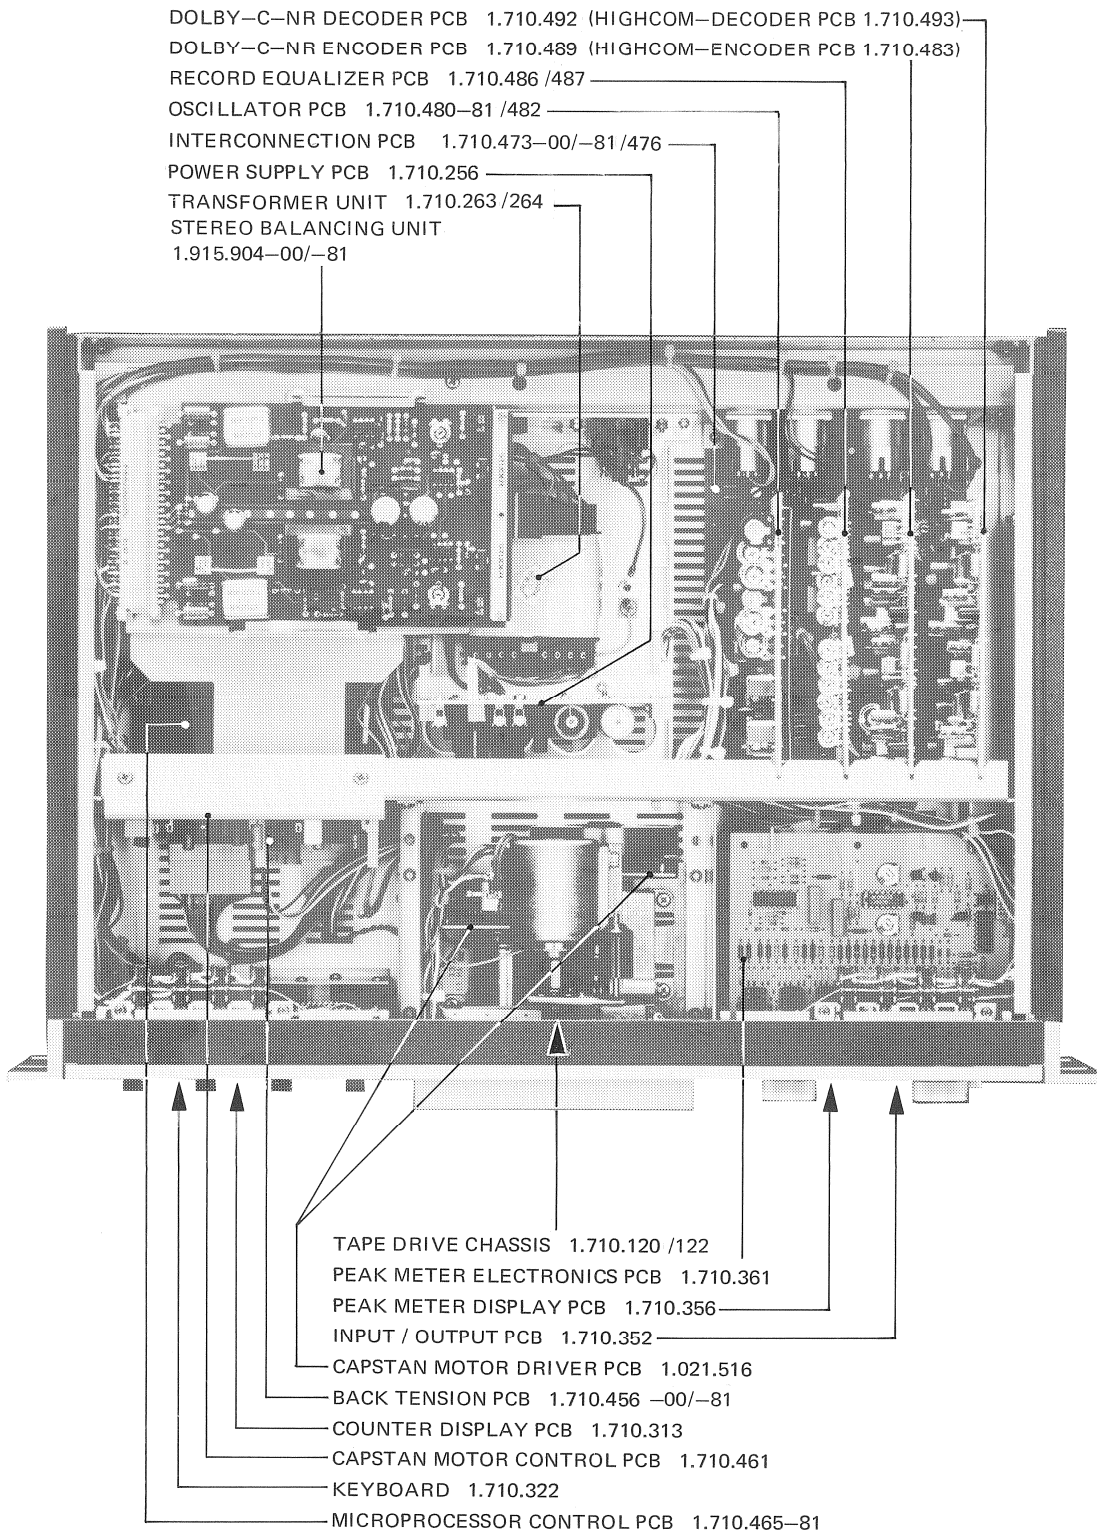 DOLBY–C–NR DECODER PCB 1.710.492 (HIGHCOM–DECODER PCB 1.710.493)
DOLBY–C–NR ENCODER PCB 1.710.489 (HIGHCOM–ENCODER PCB 1.710.483)
RECORD EQUALIZER PCB 1.710.486 /487
OSCILLATOR PCB 1.710.480–81 /482
INTERCONNECTION PCB 1.710.473–00/–81/476
POWER SUPPLY PCB 1.710.256
TRANSFORMER UNIT 1.710.263/264
STEREO BALANCING UNIT
1.915.904–00/–81
TAPE DRIVE CHASSIS 1.710.120 /122
PEAK METER ELECTRONICS PCB 1.710.361
PEAK METER DISPLAY PCB 1.710.356
INPUT / OUTPUT PCB 1.710.352
CAPSTAN MOTOR DRIVER PCB 1.021.516
BACK TENSION PCB 1.710.456 –00/–81
COUNTER DISPLAY PCB 1.710.313
CAPSTAN MOTOR CONTROL PCB 1.710.461
KEYBOARD 1.710.322
MICROPROCESSOR CONTROL PCB 1.710.465–81